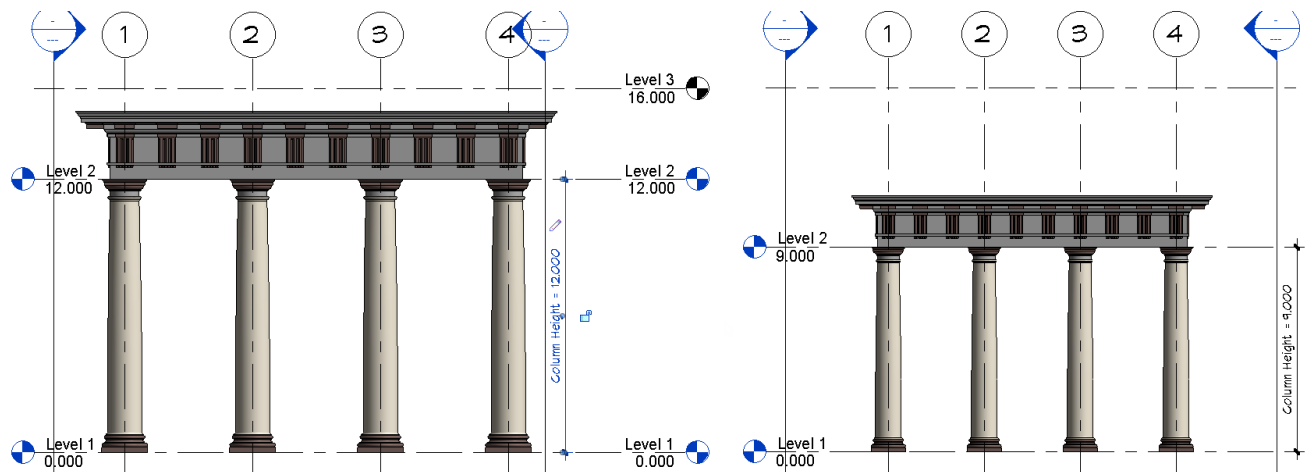 1 2 3 4
Level 3
16.000
Level 2
12.000
Level 2
12.000
Column Height = 12.000
Level 1
0.000
Level 1
0.000
1 2 3 4
Level 2
9.000
Column Height = 9.000
Level 1
0.000